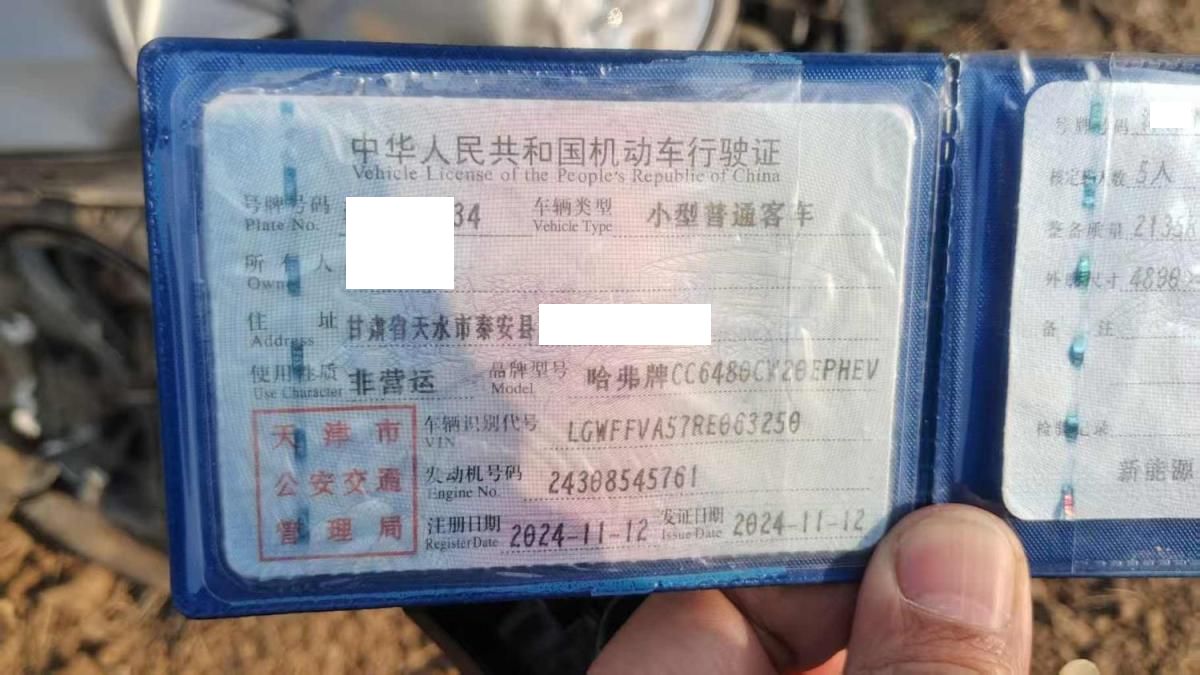 中华人民共和国机动车行驶证
Vehicle License of the People's Republic of China
号牌号码 34 车辆类型 小型普通客车
Plate No. Vehicle Type
所有人
Owner
住址 甘肃省天水市秦安县
Address
使用性质 非营运 品牌型号 哈弗牌CC6480CK20EPHEV
Use Character Model
天津市
公安交通
管理局
车辆识别代号 LGWFFVA57RE063250
VIN
发动机号码 24308545761
Engine No.
注册日期 2024-11-12 发证日期 2024-11-12
Register Date Issue Date
号牌号码
核定载人数 5人
整备质量 2135K
外廓尺寸 4800×
备注
检验记录
新能源